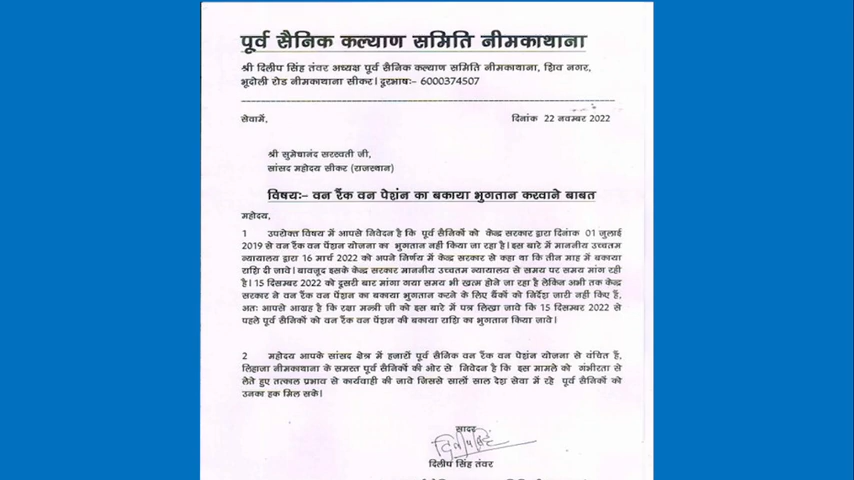 पूर्व सैनिक कल्याण समिति नीमकाथाना
श्री दिलीप सिंह तंवर अध्यक्ष पूर्व सैनिक कल्याण समिति नीमकाथाना, शिव नगर,
भूदोली रोड नीमकाथाना सीकर। दूरभाषः– 6000374507
सेवामें,
दिनांक 22 नवम्बर 2022
श्री सुमेधानंद सरस्वती जी,
सांसद महोदय सीकर (राजस्थान)
विषयः– वन रैंक वन पेशंन का बकाया भुगतान करवाने बाबत
महोदय,
1 उपरोक्त विषय में आपसे निवेदन है कि पूर्व सैनिकों को केन्द्र सरकार द्वारा दिनांक 01 जुलाई
2019 से वन रैंक वन पेंशन योजना का भुगतान नहीं किया जा रहा है। इस बारे में माननीय उच्चतम
न्यायालय द्वारा 16 मार्च 2022 को अपने निर्णय में केन्द्र सरकार से कहा था कि तीन माह में बकाया
राशि दी जावे। बावजूद इसके केन्द्र सरकार माननीय उच्चतम न्यायालय से समय पर समय मांग रही
है। 15 दिसम्बर 2022 को दूसरी बार मांगा गया समय भी खत्म होने जा रहा है लेकिन अभी तक केन्द्र
सरकार ने वन रैंक वन पेंशन का बकाया भुगतान करने के लिए बैंकों को निर्देश जारी नही किए हैं,
अतः आपसे आग्रह है कि रक्षा मन्त्री जी को इस बारे में पत्र लिखा जावे कि 15 दिसम्बर 2022 से
पहले पूर्व सैनिकों को वन रैंक वन पेंशन की बकाया राशि का भुगतान किया जावे।
2 महोदय आपके सांसद क्षेत्र में हजारों पूर्व सैनिक वन रैंक वन पेंशन योजना से वंचित हैं,
लिहाजा नीमकाथाना के समस्त पूर्व सैनिकों की ओर से निवेदन है कि इस मामले को गंभीरता से
लेते हुए तत्काल प्रभाव से कार्यवाही की जावे जिससे सालों साल देश सेवा में रहे पूर्व सैनिकों को
उनका हक मिल सके।
सादर
दिलीप सिंह तंवर